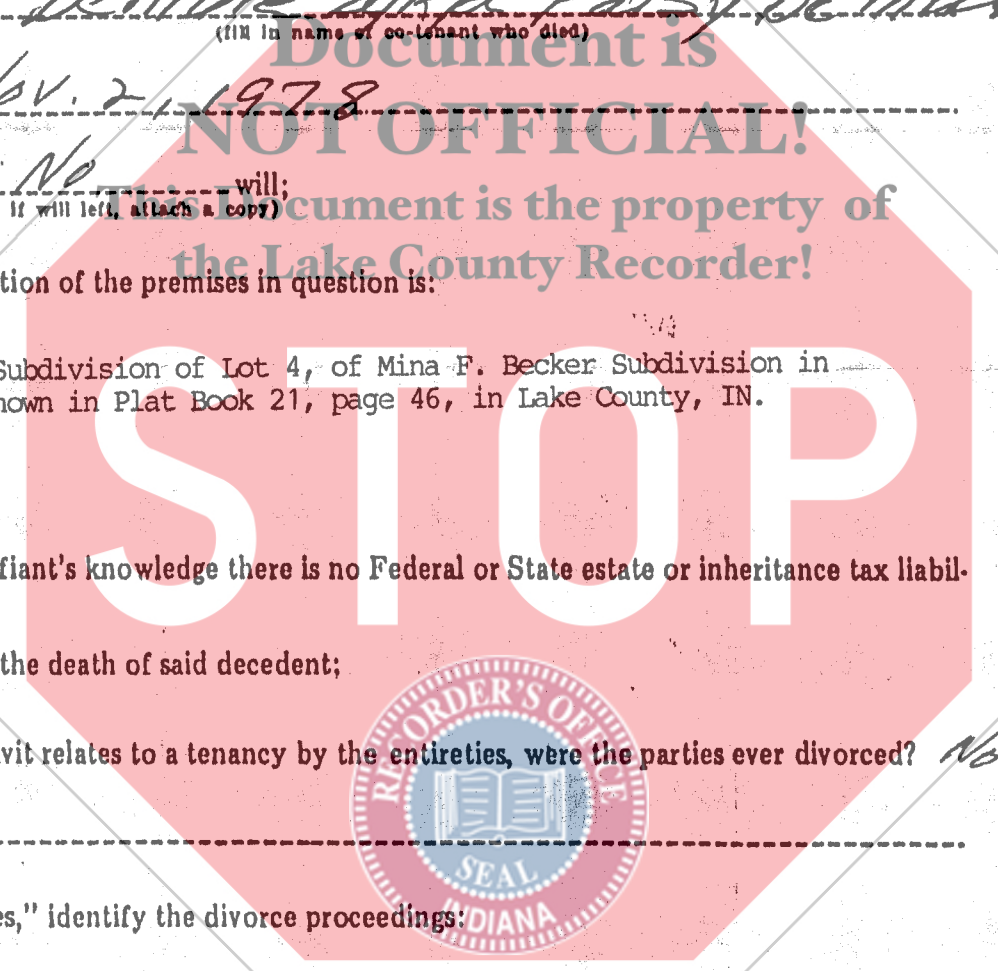 (fill in name of co-tenant who died)
Document is
ov. 2, 1978
NOT OFFICIAL!
No will;
If will left, attach a copy)
This Document is the property of
the Lake County Recorder!
tion of the premises in question is:
Subdivision of Lot 4, of Mina F. Becker Subdivision in
hown in Plat Book 21, page 46, in Lake County, IN.
STOP
fiant's knowledge there is no Federal or State estate or inheritance tax liabil-
the death of said decedent;
vit relates to a tenancy by the entireties, were the parties ever divorced? No
RECORDER'S OFFICE
SEAL
INDIANA
es," identify the divorce proceedings: